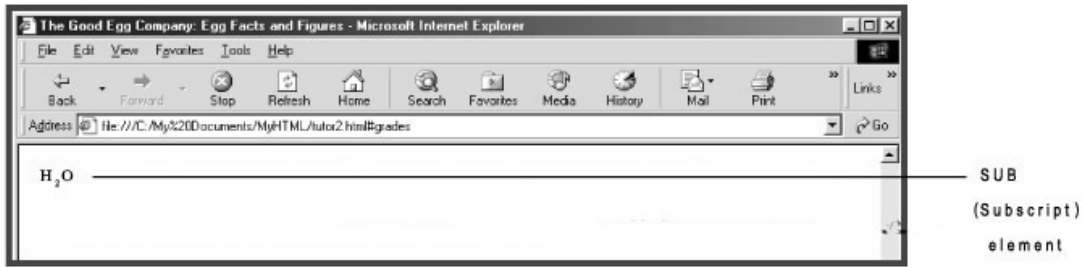 The Good Egg Company: Egg Facts and Figures - Microsoft Internet Explorer
File Edit View Favorites Tools Help
Back Forward Stop Refresh Home Search Favorites Media History Mail Print » Links »
Address file:///C:/My%20Documents/MyHTML/tutor2.html#grades Go
H₂O
SUB
(Subscript)
element